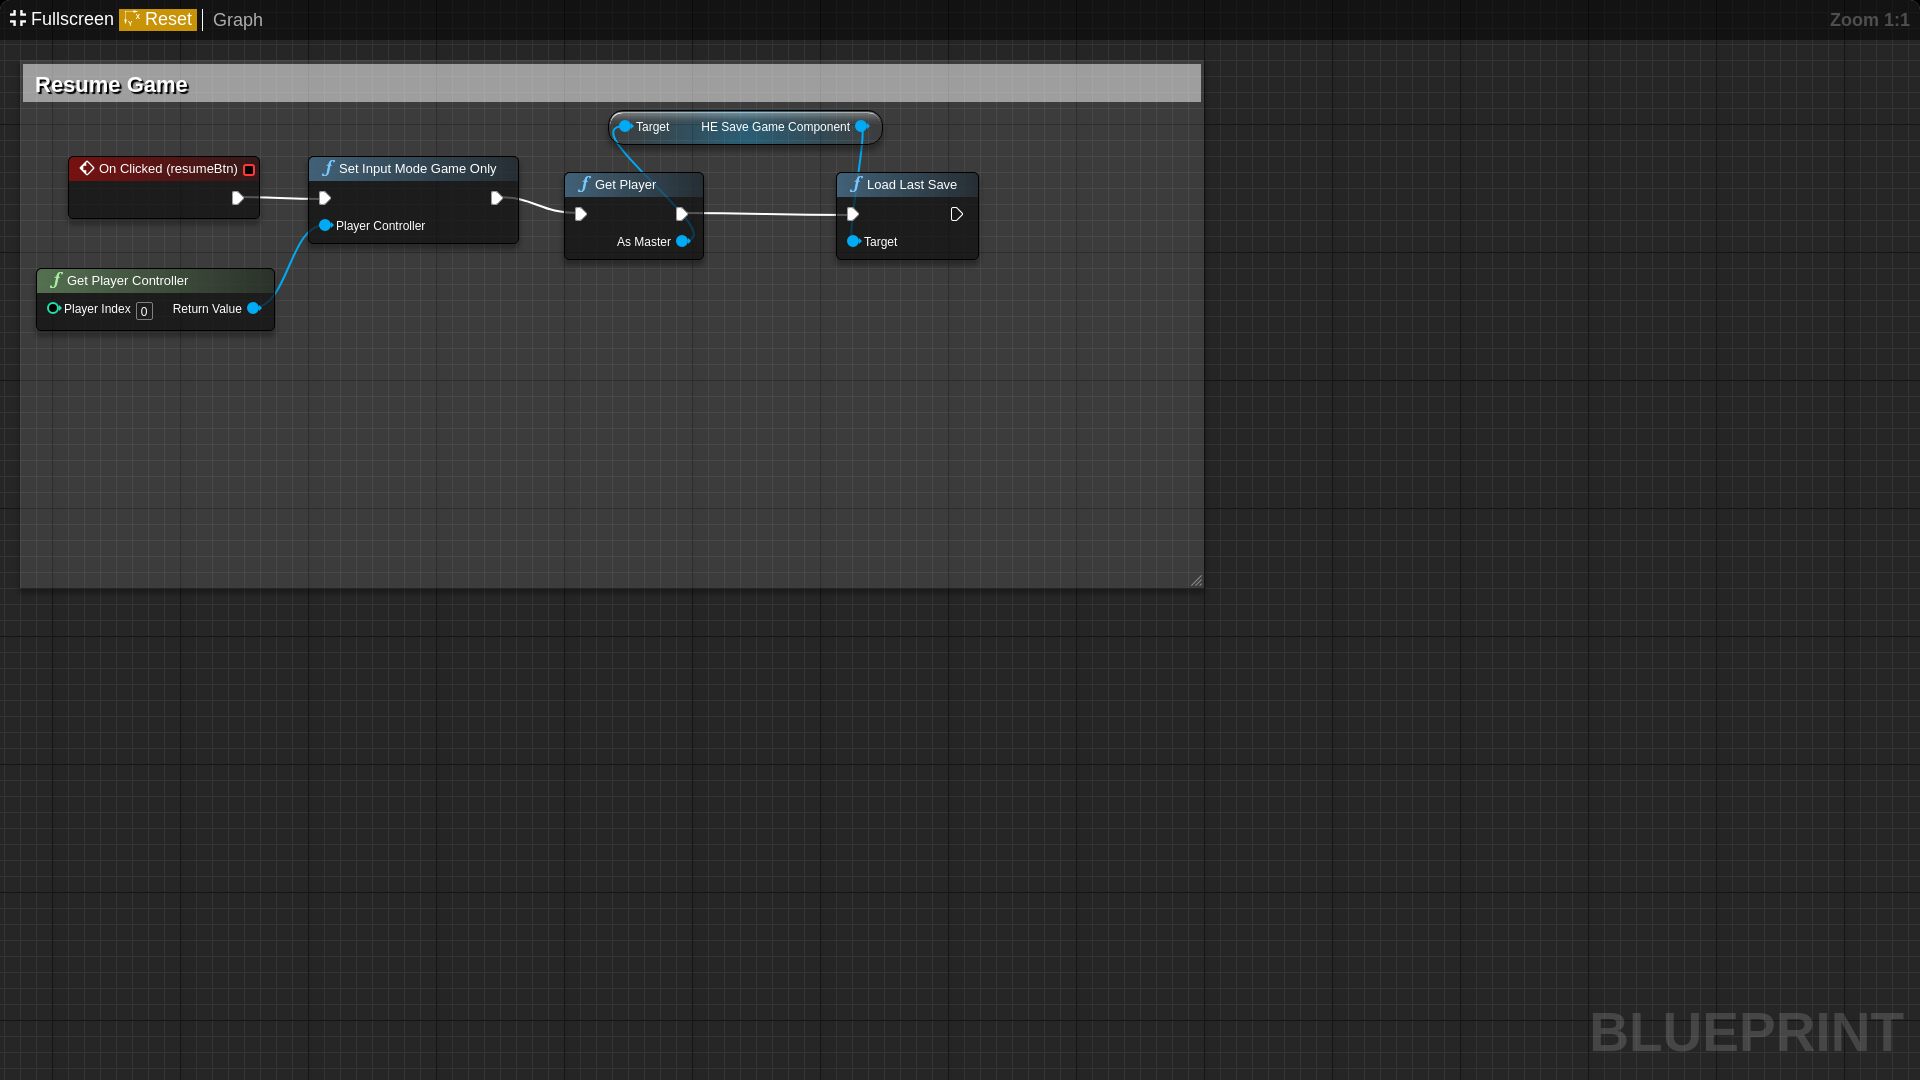 Fullscreen Reset Graph Zoom 1:1
Resume Game
Target HE Save Game Component
On Clicked (resumeBtn)
Set Input Mode Game Only
Player Controller
Get Player
As Master
Load Last Save
Target
Get Player Controller
Player Index 0 Return Value
BLUEPRINT